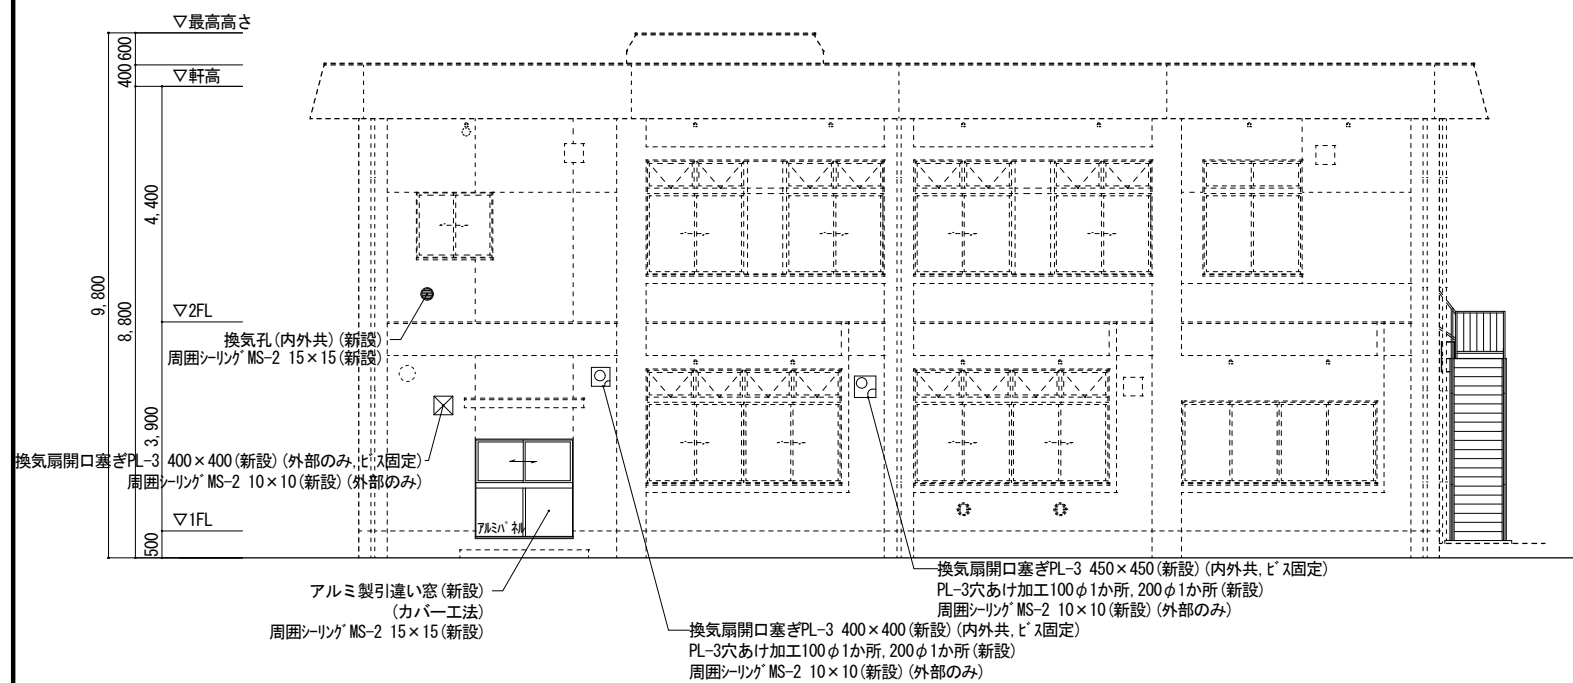 ▽最高高さ
600
400
▽軒高
4,400
9,800
8,800
▽2FL
換気孔(内外共)(新設)
周囲シーリングMS-2 15×15(新設)
3,900
換気扇開口塞ぎPL-3 400×400(新設)(外部のみ,ビス固定)
周囲シーリングMS-2 10×10(新設)(外部のみ)
▽1FL
アルミパネル
500
アルミ製引違い窓(新設)
(カバー工法)
周囲シーリングMS-2 15×15(新設)
換気扇開口塞ぎPL-3 450×450(新設)(内外共,ビス固定)
PL-3穴あけ加工100φ1か所,200φ1か所(新設)
周囲シーリングMS-2 10×10(新設)(外部のみ)
換気扇開口塞ぎPL-3 400×400(新設)(内外共,ビス固定)
PL-3穴あけ加工100φ1か所,200φ1か所(新設)
周囲シーリングMS-2 10×10(新設)(外部のみ)